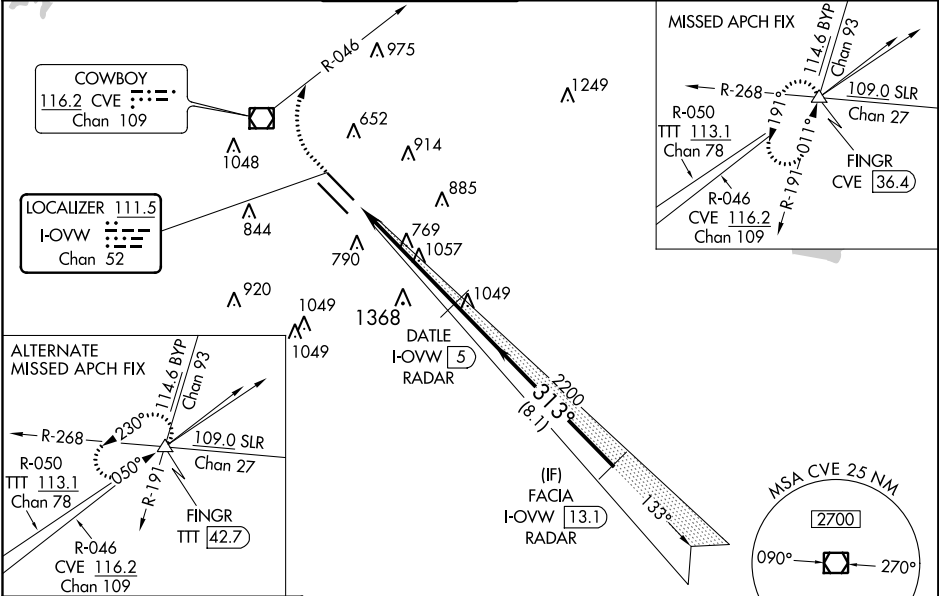 COWBOY
116.2 CVE
Chan 109
R-046
975
1249
652
1048
914
LOCALIZER 111.5
I-OVW
Chan 52
885
844
769
790
1057
920
1049
1049
1368
1049
DATLE
I-OVW 5
RADAR
2200
313°
(8.1)
(IF)
FACIA
I-OVW 13.1
RADAR
133°
MISSED APCH FIX
114.6 BYP
Chan 93
R-268
109.0 SLR
Chan 27
R-050
TTT 113.1
Chan 78
191°
R-191
011°
FINGR
CVE 36.4
R-046
CVE 116.2
Chan 109
ALTERNATE
MISSED APCH FIX
114.6 BYP
Chan 93
R-268
230°
109.0 SLR
Chan 27
R-050
TTT 113.1
Chan 78
050°
R-191
FINGR
TTT 42.7
R-046
CVE 116.2
Chan 109
MSA CVE 25 NM
2700
090°
270°